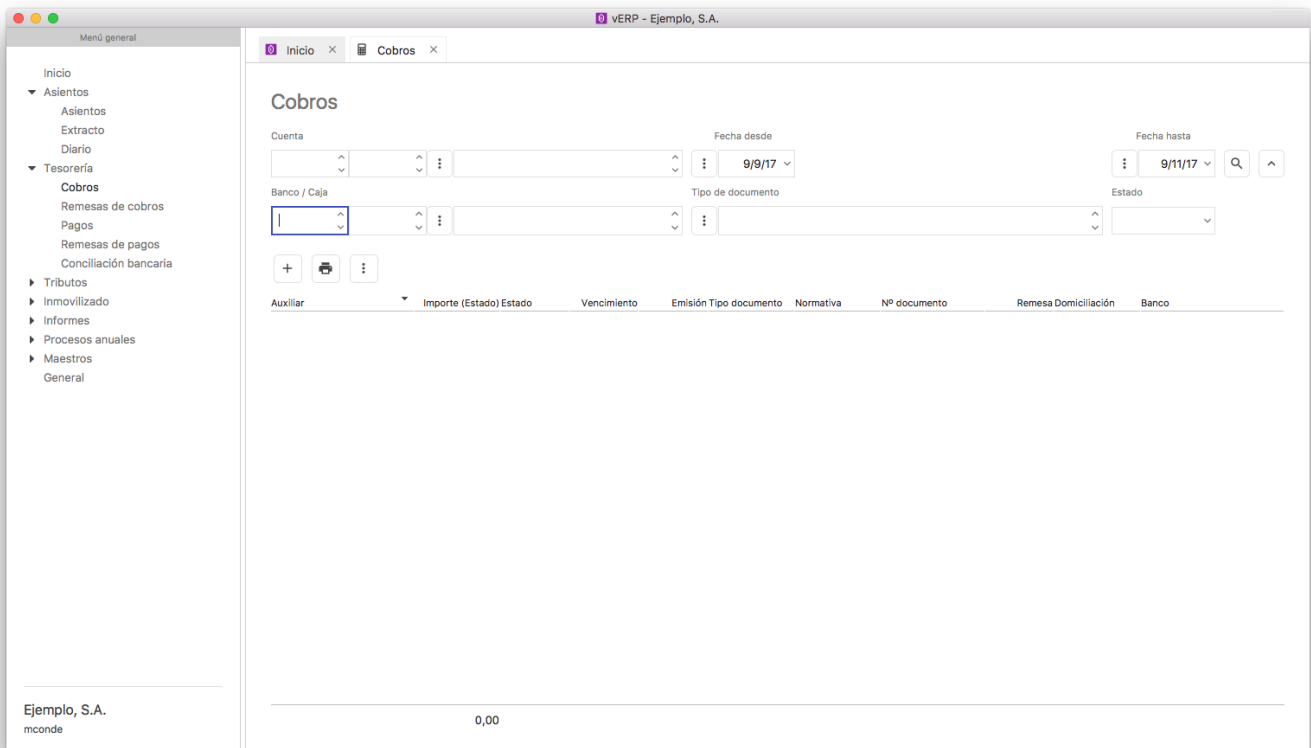 vERP - Ejemplo, S.A.
Menú general
Inicio
Asientos
Asientos
Extracto
Diario
Tesorería
Cobros
Remesas de cobros
Pagos
Remesas de pagos
Conciliación bancaria
Tributos
Inmovilizado
Informes
Procesos anuales
Maestros
General
Ejemplo, S.A.
mconde
Inicio Cobros
Cobros
Cuenta Fecha desde Fecha hasta
9/9/17 9/11/17
Banco / Caja Tipo de documento Estado
Auxiliar Importe (Estado) Estado Vencimiento Emisión Tipo documento Normativa Nº documento Remesa Domiciliación Banco
0,00